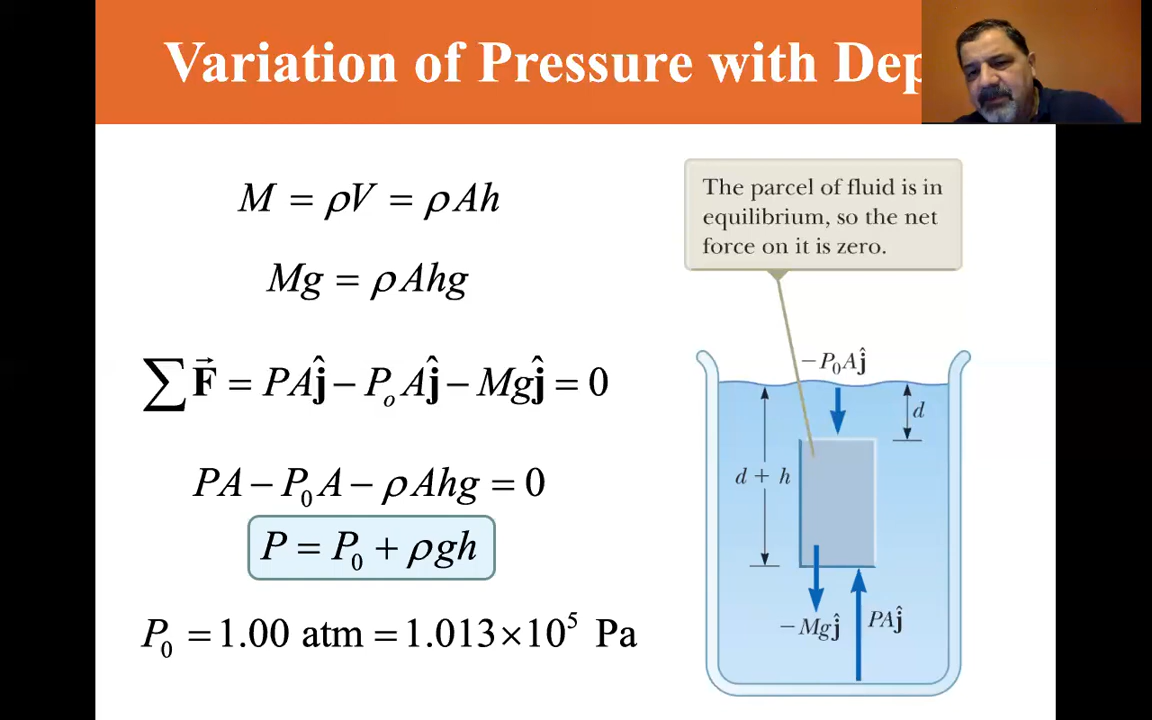 Variation of Pressure with Dep
M = ρV = ρAh
Mg = ρAhg
∑F⃗ = PAĵ − PₒAĵ − Mgĵ = 0
PA − P₀A − ρAhg = 0
P = P₀ + ρgh
P₀ = 1.00 atm = 1.013×10⁵ Pa
The parcel of fluid is in
equilibrium, so the net
force on it is zero.
−P₀Aĵ
d
d + h
−Mgĵ
PAĵ